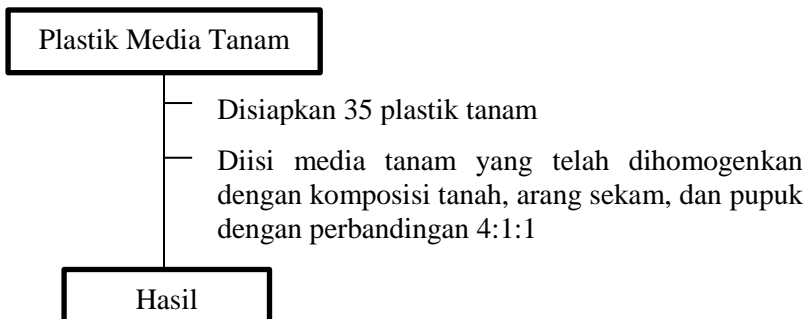 Plastik Media Tanam
Disiapkan 35 plastik tanam
Diisi media tanam yang telah dihomogenkan
dengan komposisi tanah, arang sekam, dan pupuk
dengan perbandingan 4:1:1
Hasil